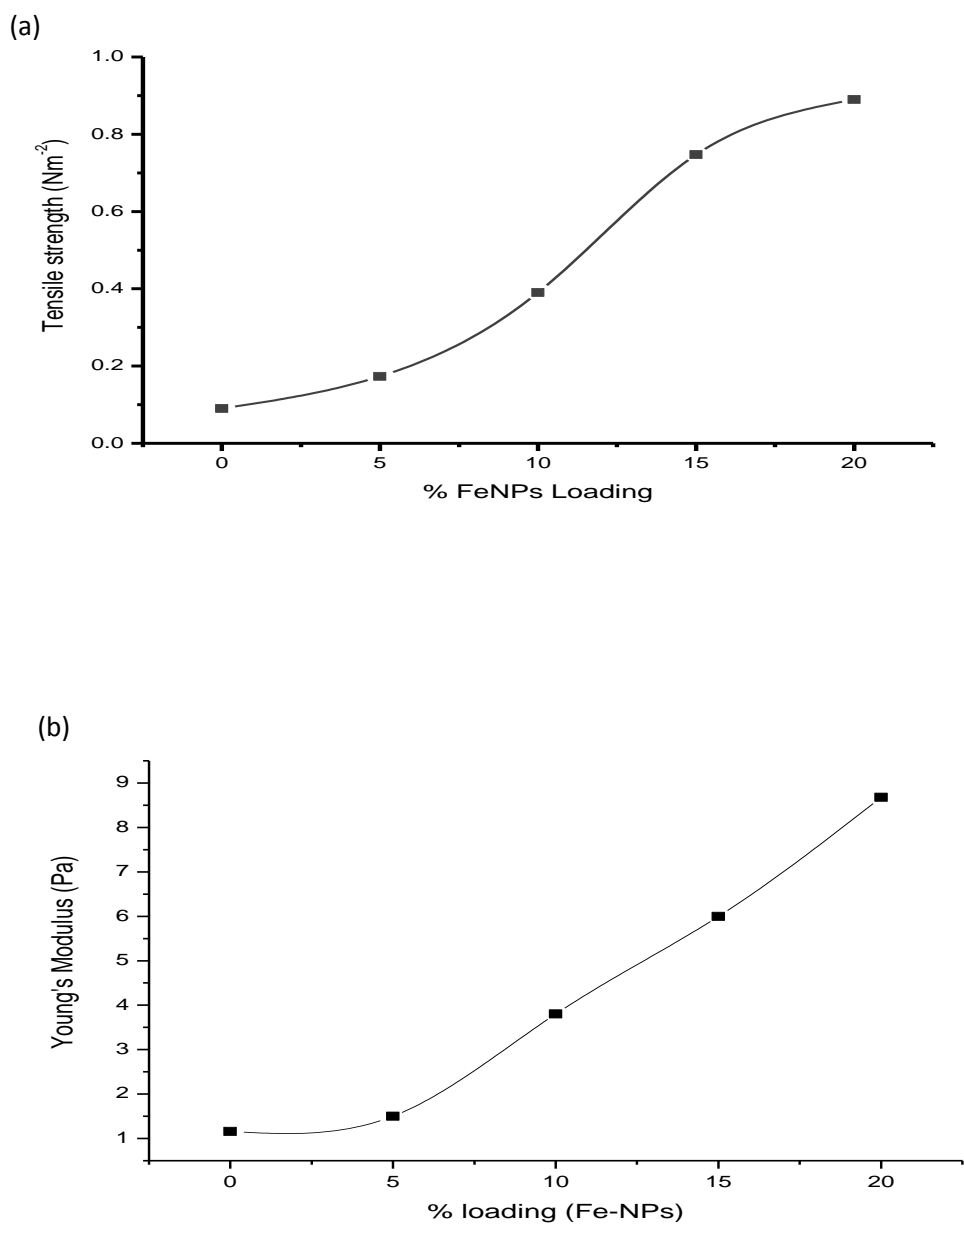 (a)
1.0
0.8
0.6
0.4
0.2
0.0
Tensile strength (Nm⁻²)
0 5 10 15 20
% FeNPs Loading
(b)
9
8
7
6
5
4
3
2
1
Young's Modulus (Pa)
0 5 10 15 20
% loading (Fe-NPs)